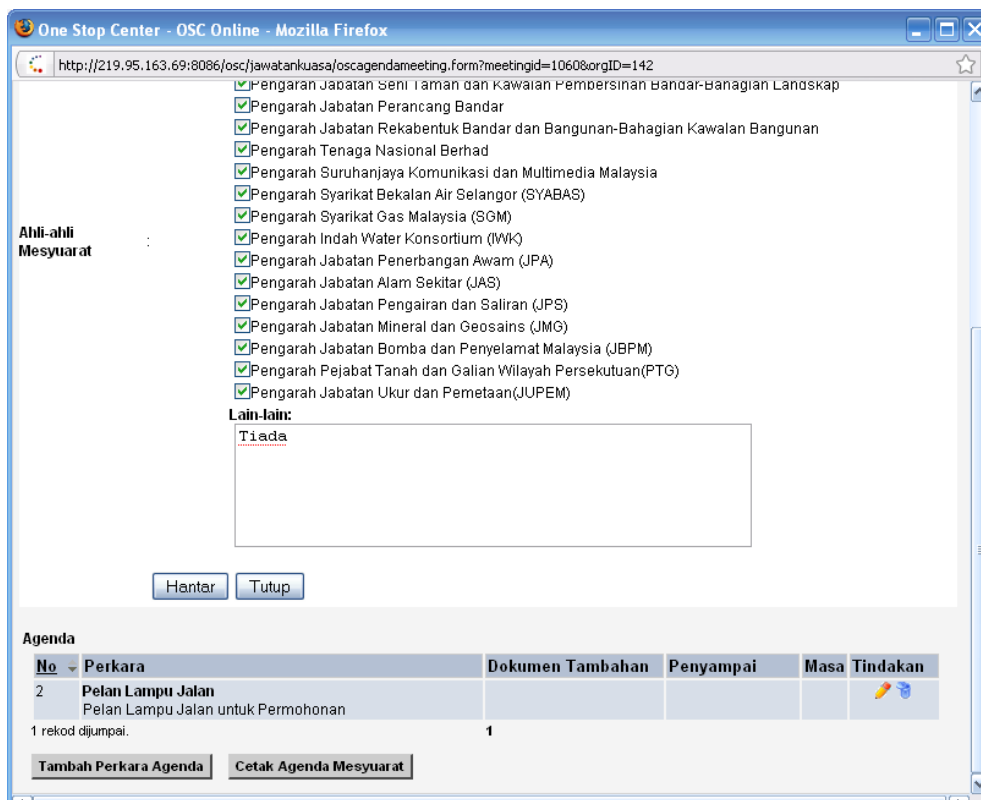 One Stop Center - OSC Online - Mozilla Firefox
http://219.95.163.69:8086/osc/jawatankuasa/oscagendameeting.form?meetingid=1060&orgID=142
Pengarah Jabatan Seni Taman dan Kawalan Pembersihan Bandar-Bahagian Landskap
Pengarah Jabatan Perancang Bandar
Pengarah Jabatan Rekabentuk Bandar dan Bangunan-Bahagian Kawalan Bangunan
Pengarah Tenaga Nasional Berhad
Pengarah Suruhanjaya Komunikasi dan Multimedia Malaysia
Pengarah Syarikat Bekalan Air Selangor (SYABAS)
Pengarah Syarikat Gas Malaysia (SGM)
Ahli-ahli Mesyuarat :
Pengarah Indah Water Konsortium (IWK)
Pengarah Jabatan Penerbangan Awam (JPA)
Pengarah Jabatan Alam Sekitar (JAS)
Pengarah Jabatan Pengairan dan Saliran (JPS)
Pengarah Jabatan Mineral dan Geosains (JMG)
Pengarah Jabatan Bomba dan Penyelamat Malaysia (JBPM)
Pengarah Pejabat Tanah dan Galian Wilayah Persekutuan(PTG)
Pengarah Jabatan Ukur dan Pemetaan(JUPEM)
Lain-lain:
Tiada
Hantar Tutup
Agenda
No Perkara Dokumen Tambahan Penyampai Masa Tindakan
2 Pelan Lampu Jalan
Pelan Lampu Jalan untuk Permohonan
1 rekod dijumpai. 1
Tambah Perkara Agenda Cetak Agenda Mesyuarat